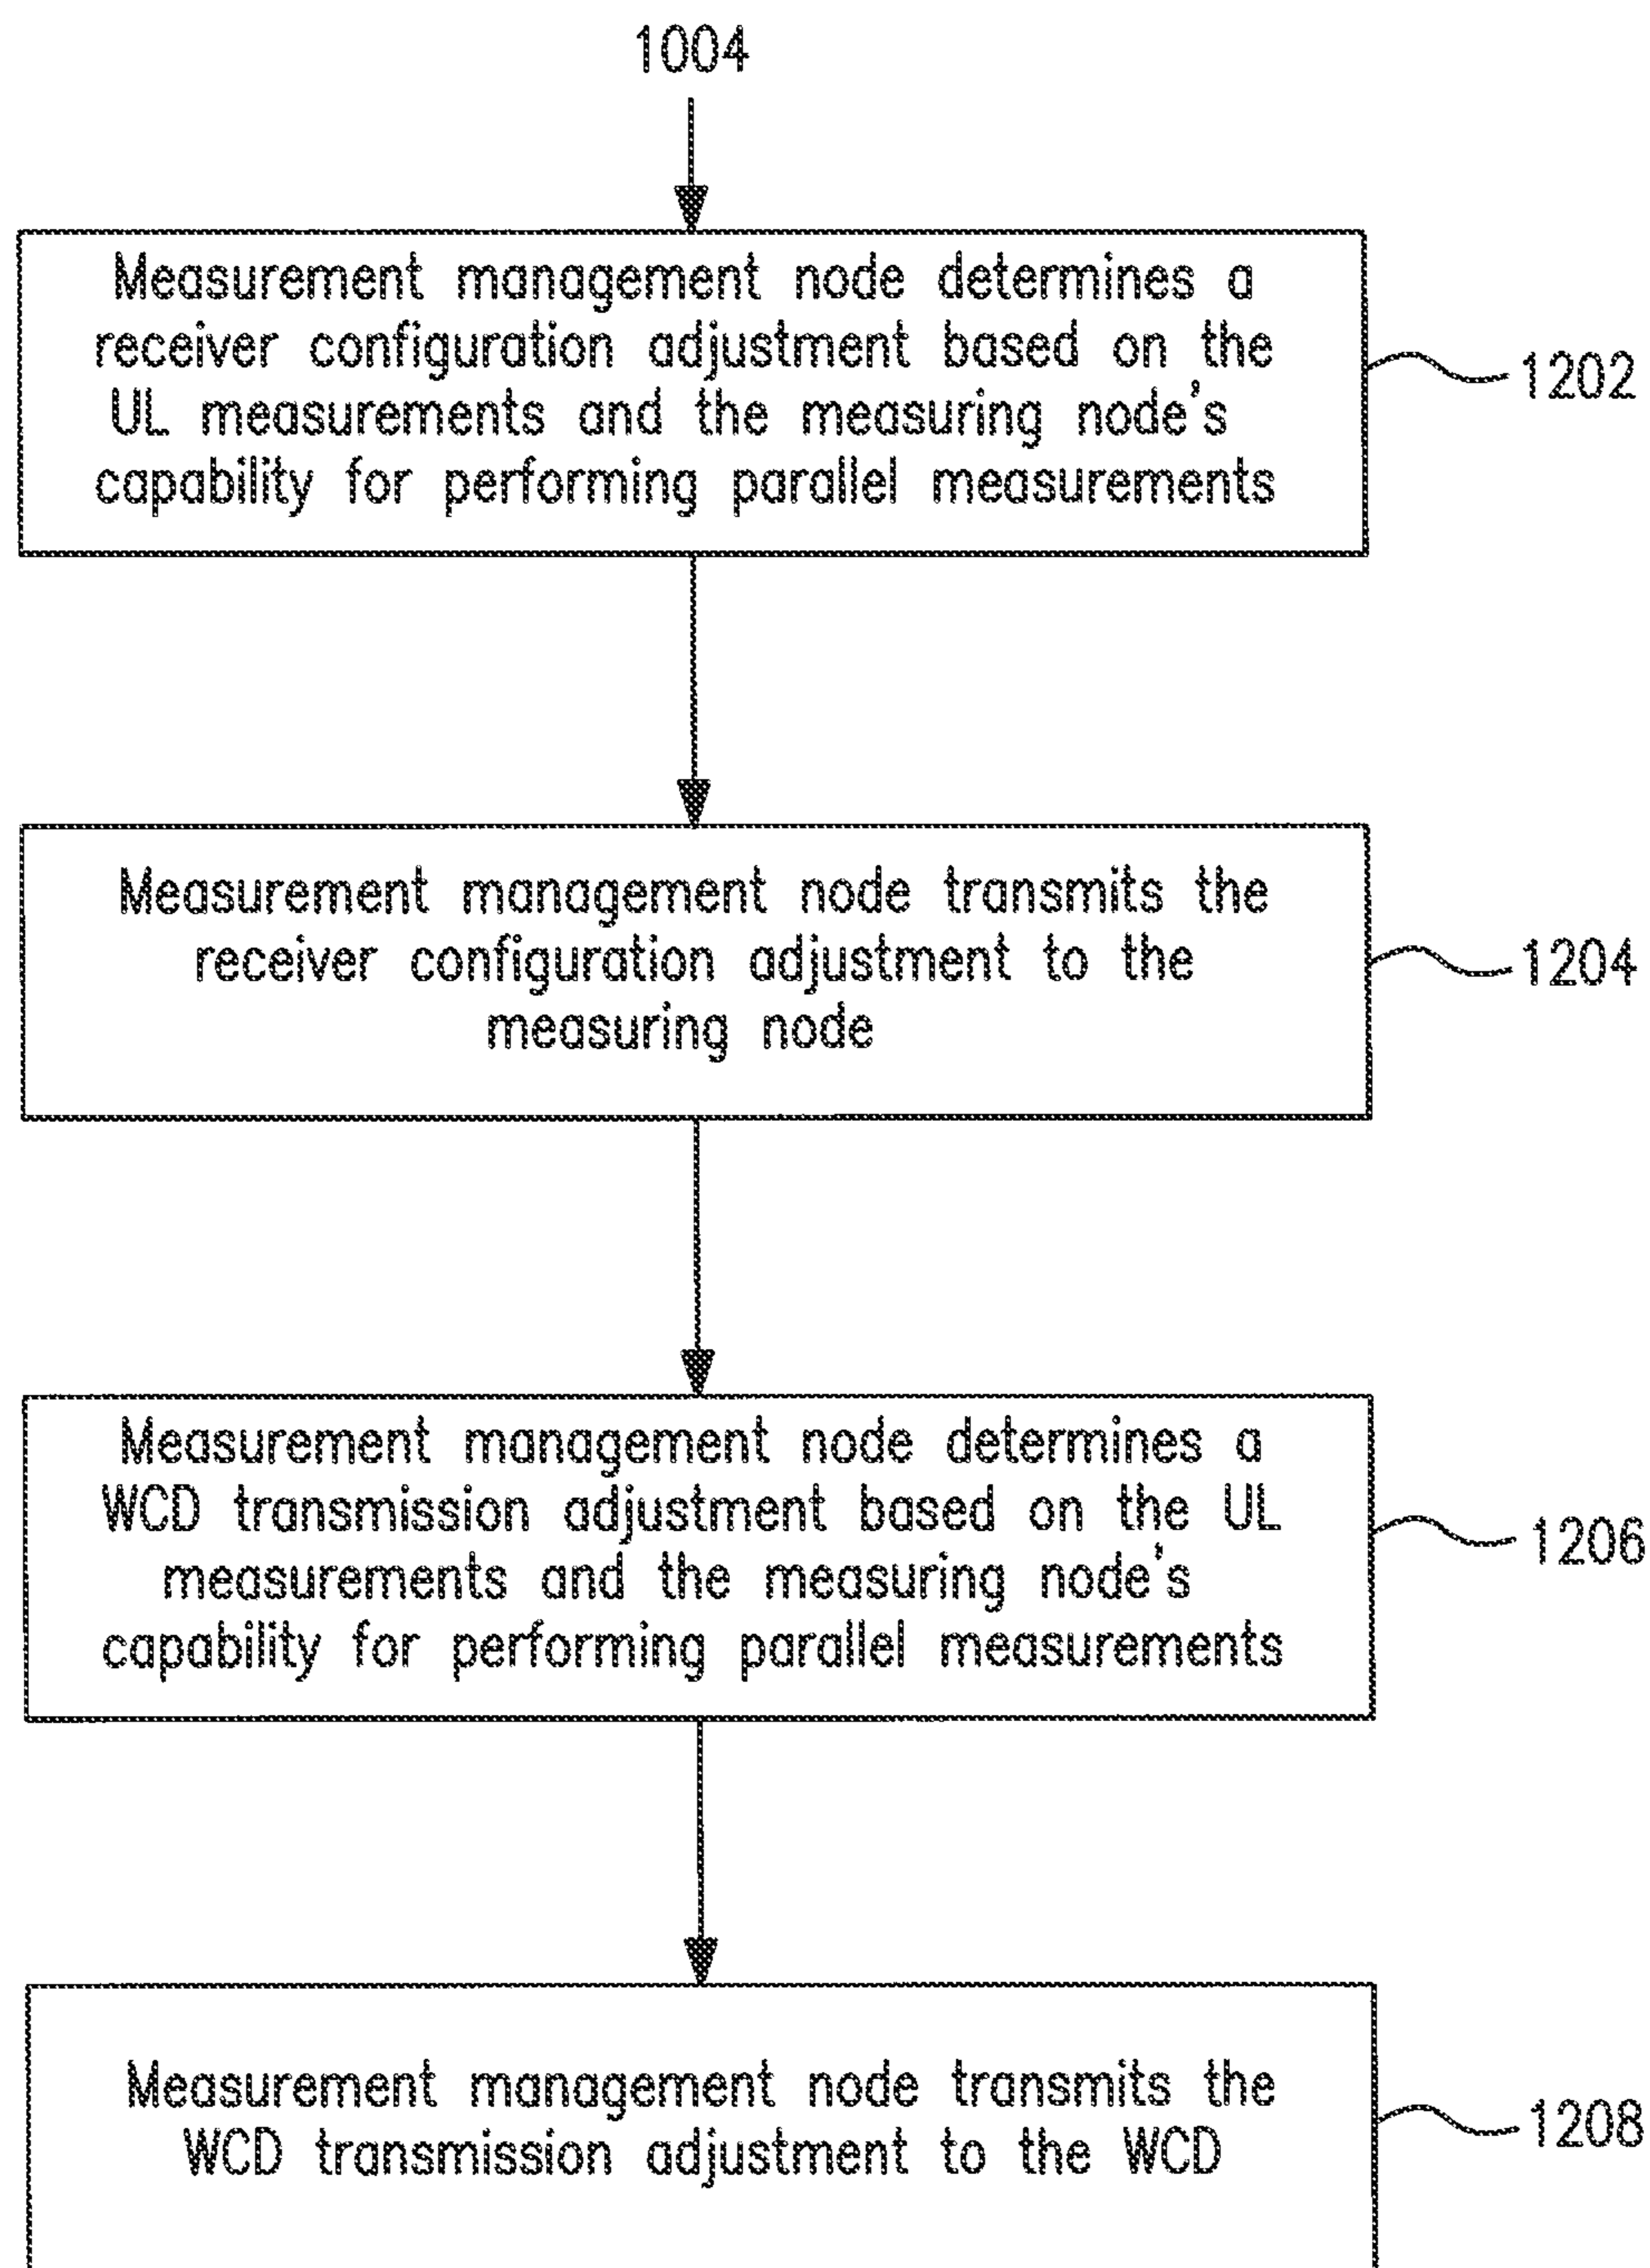 1004
Measurement management node determines a
receiver configuration adjustment based on the
UL measurements and the measuring node's
capability for performing parallel measurements
1202
Measurement management node transmits the
receiver configuration adjustment to the
measuring node
1204
Measurement management node determines a
WCD transmission adjustment based on the UL
measurements and the measuring node's
capability for performing parallel measurements
1206
Measurement management node transmits the
WCD transmission adjustment to the WCD
1208